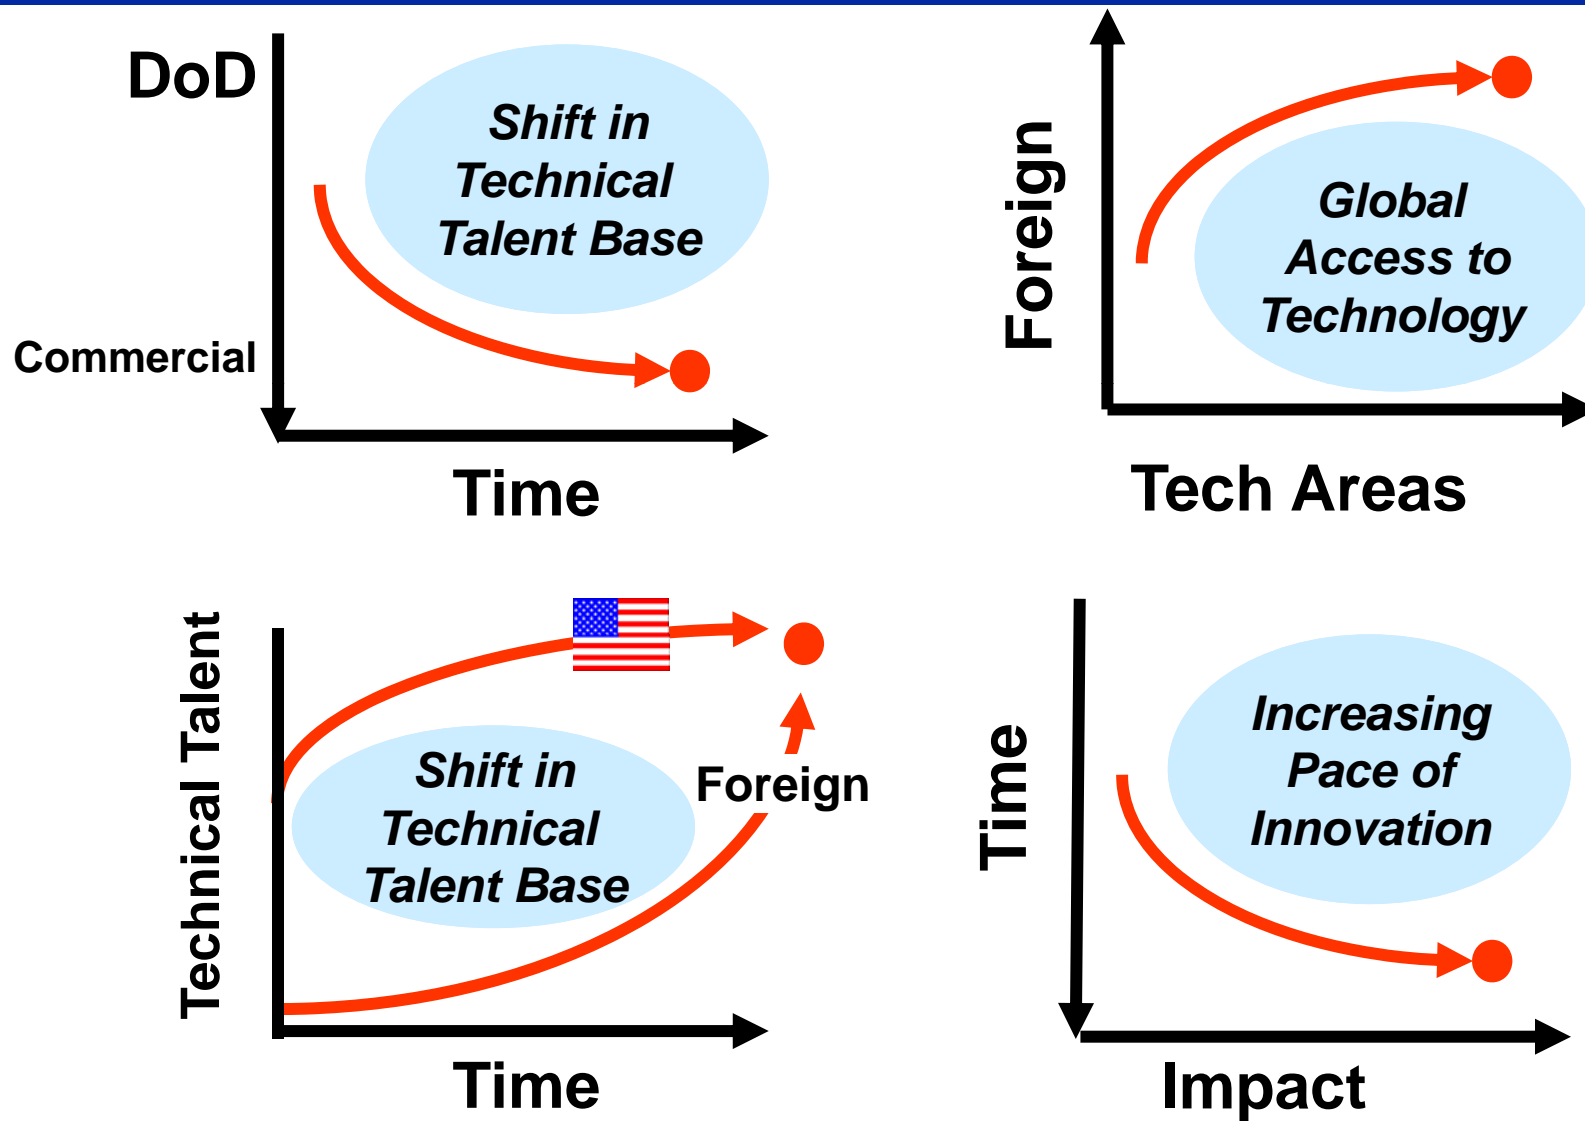 DoD
Shift in
Technical
Talent Base
Commercial
Time
Foreign
Global
Access to
Technology
Tech Areas
Technical Talent
Shift in
Technical
Talent Base
Foreign
Time
Time
Increasing
Pace of
Innovation
Impact